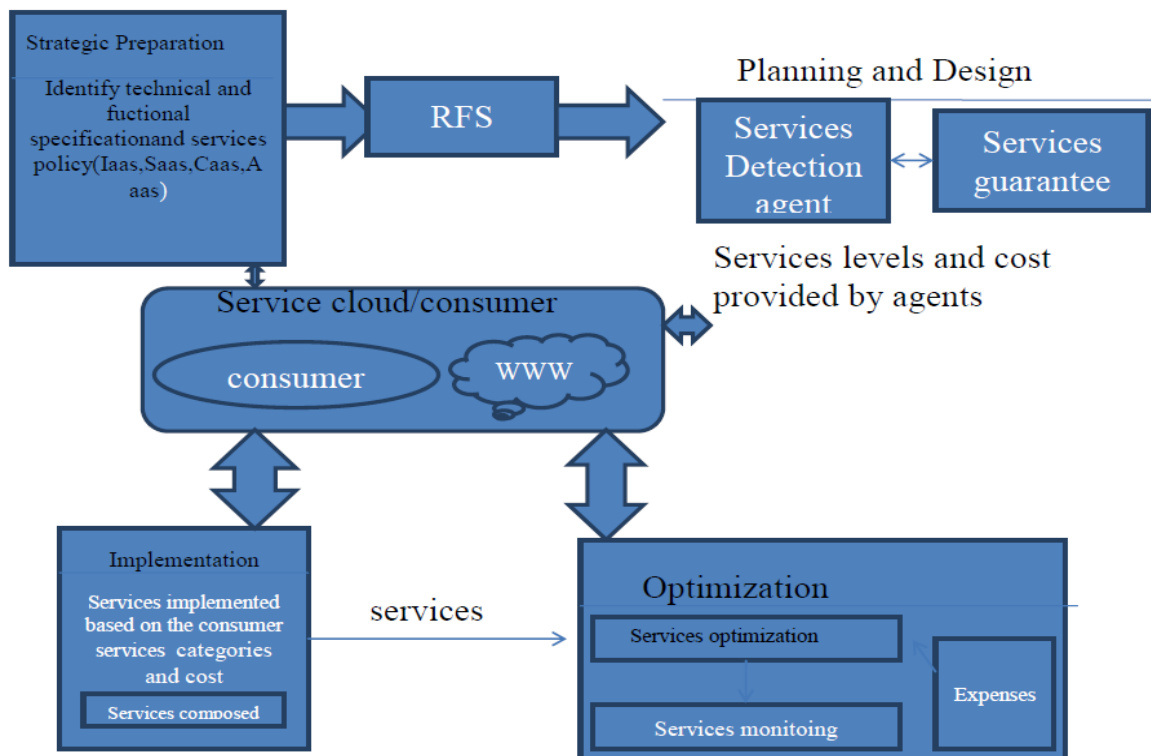 Strategic Preparation
Identify technical and
fuctional
specificationand services
policy(Iaas,Saas,Caas,A
aas)
RFS
Planning and Design
Services
Detection
agent
Services
guarantee
Services levels and cost
provided by agents
Service cloud/consumer
consumer
WWW
Implementation
Services implemented
based on the consumer
services categories
and cost
Services composed
services
Optimization
Services optimization
Services monitoing
Expenses